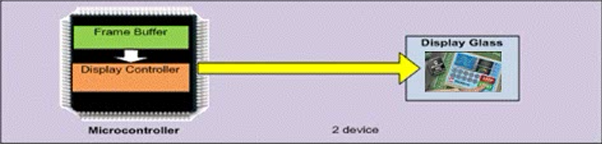 Frame Buffer
Display Controller
Microcontroller
Display Glass
2 device